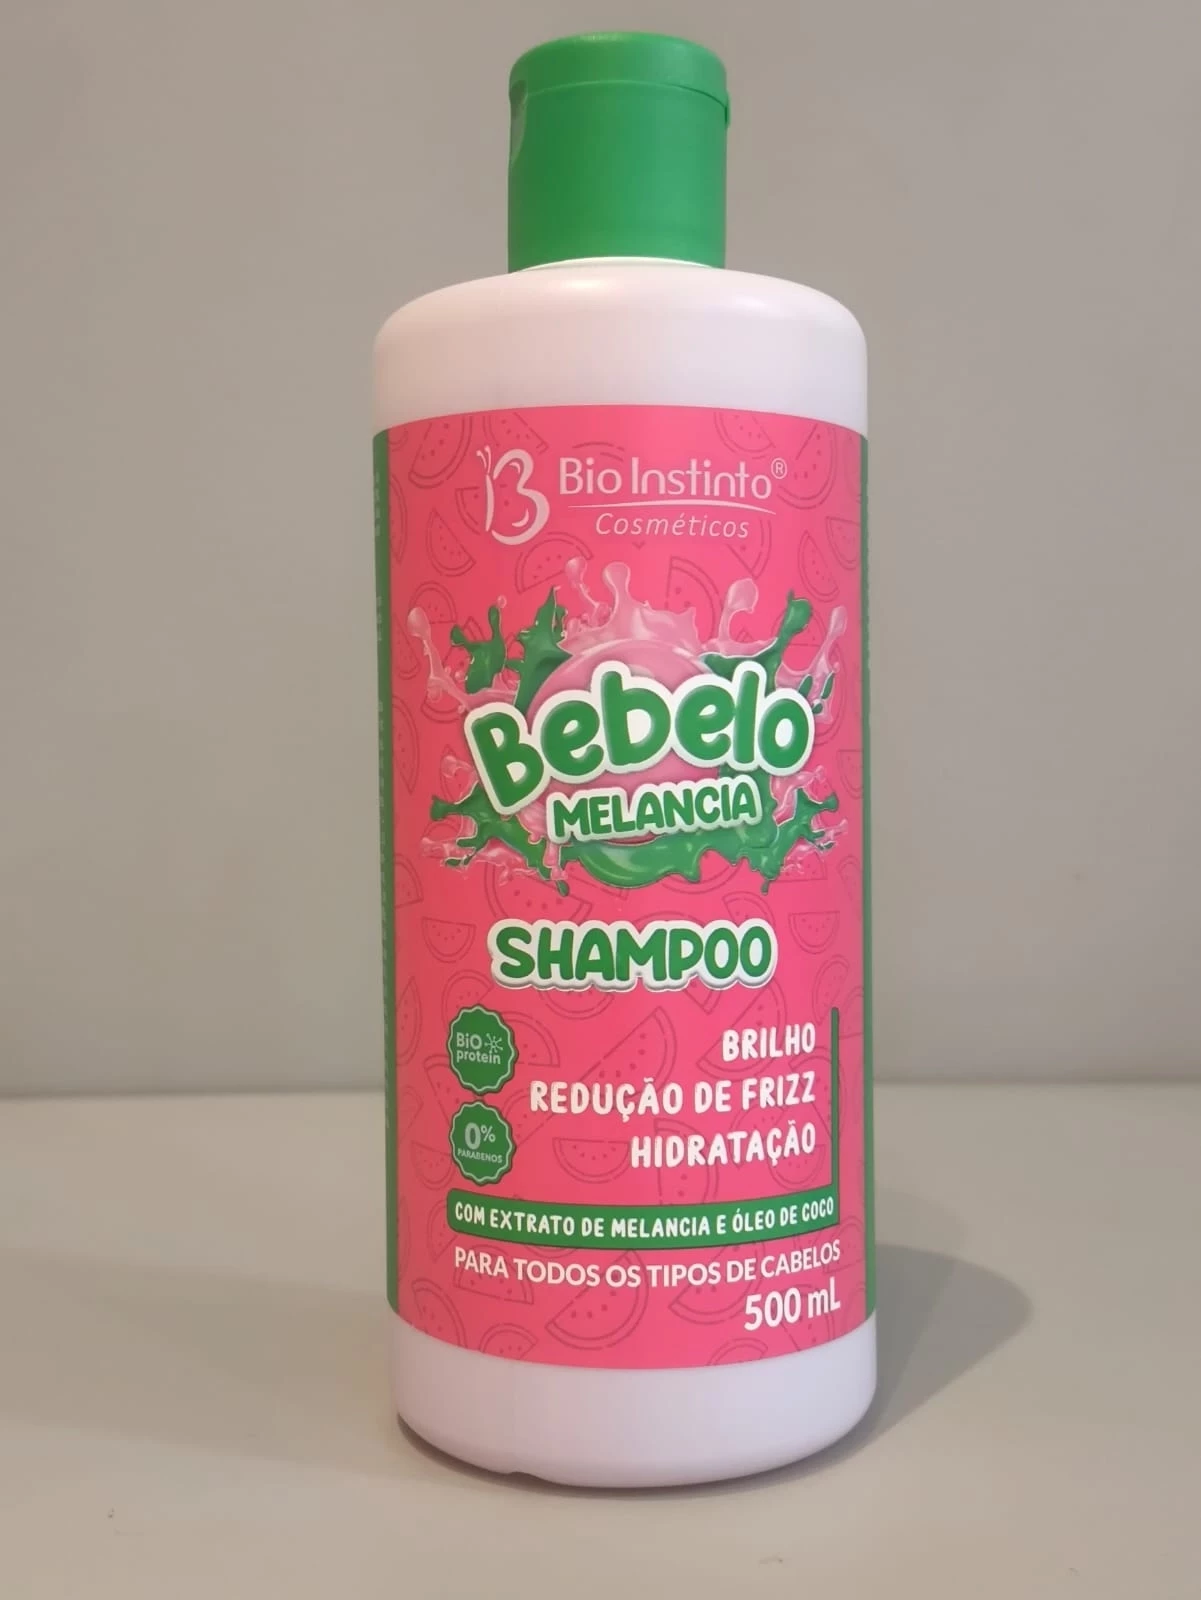 B Bio Instinto®
Cosméticos
Bebelo
MELANCIA
SHAMPOO
BiO
protein
BRILHO
REDUÇÃO DE FRIZZ
HIDRATAÇÃO
0%
PARABENOS
COM EXTRATO DE MELANCIA E ÓLEO DE COCO
PARA TODOS OS TIPOS DE CABELOS
500 mL